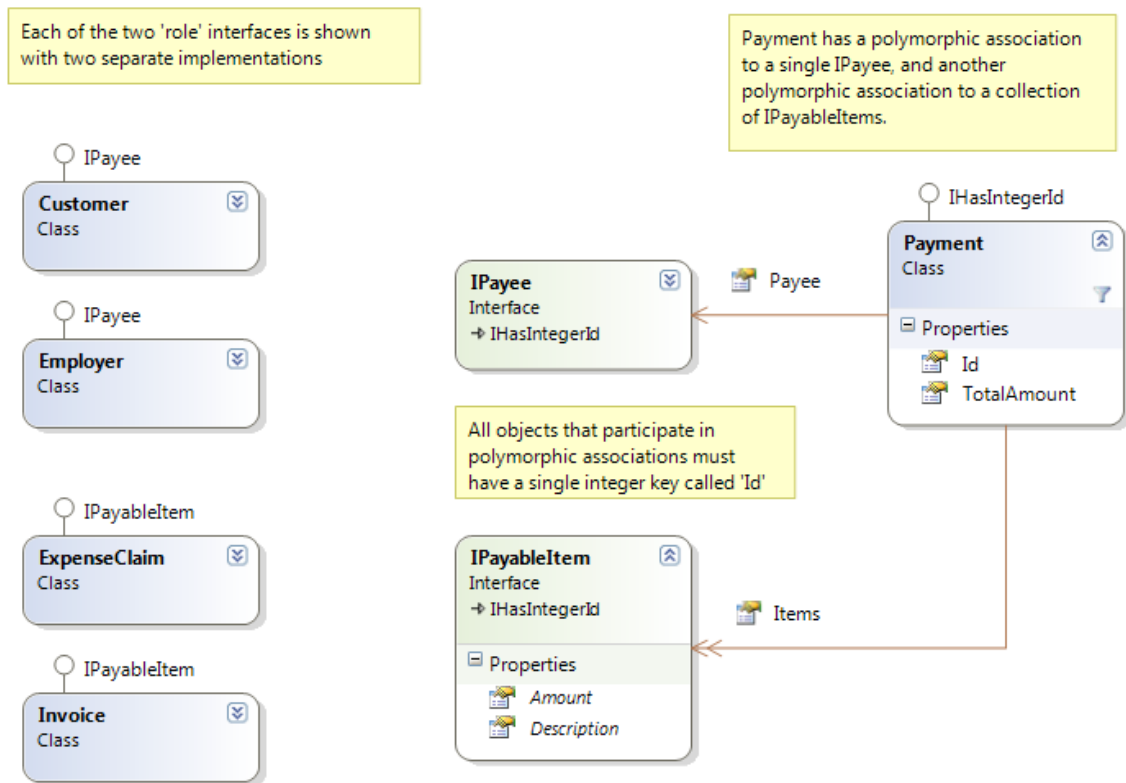 Each of the two 'role' interfaces is shown
with two separate implementations
Payment has a polymorphic association
to a single IPayee, and another
polymorphic association to a collection
of IPayableItems.
IPayee
Customer
Class
IPayee
Employer
Class
IPayableItem
ExpenseClaim
Class
IPayableItem
Invoice
Class
IPayee
Interface
IHasIntegerId
All objects that participate in
polymorphic associations must
have a single integer key called 'Id'
IPayableItem
Interface
IHasIntegerId
Properties
Amount
Description
Payee
Items
IHasIntegerId
Payment
Class
Properties
Id
TotalAmount